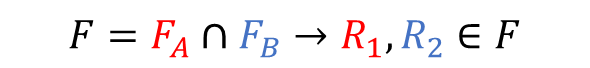 F = F_A ∩ F_B → R_1, R_2 ∈ F